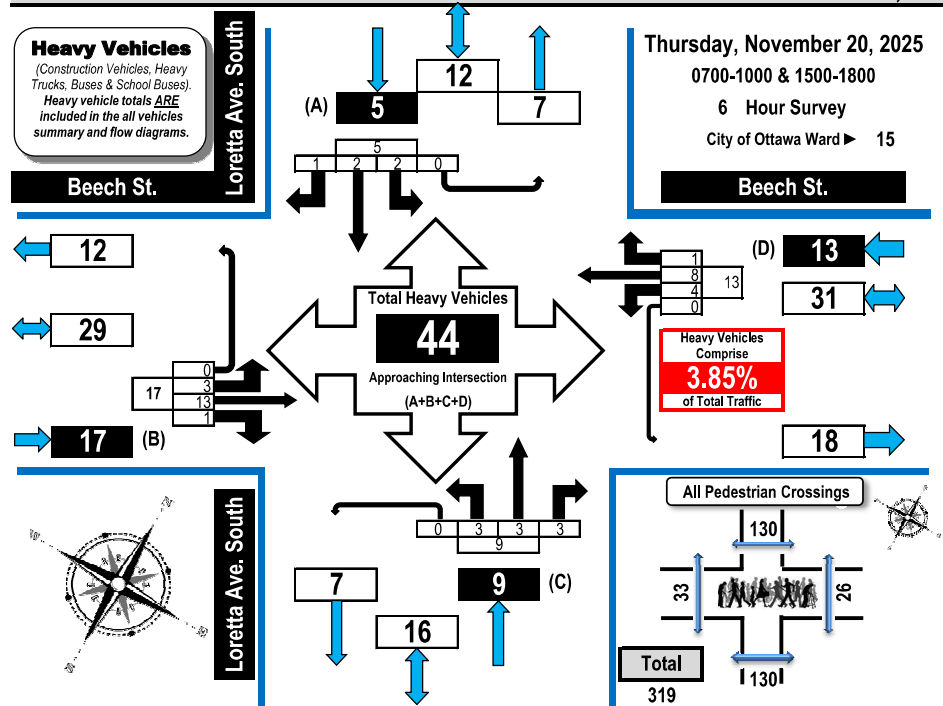 Heavy Vehicles
(Construction Vehicles, Heavy
Trucks, Buses & School Buses).
Heavy vehicle totals ARE
included in the all vehicles
summary and flow diagrams.
Loretta Ave. South
Beech St.
12
(A) 5
7
5
1 2 2 0
Thursday, November 20, 2025
0700-1000 & 1500-1800
6 Hour Survey
City of Ottawa Ward ► 15
Beech St.
12
29
0
3
13
1
17
17 (B)
Total Heavy Vehicles
44
Approaching Intersection
(A+B+C+D)
1
8
4
0
13
(D) 13
31
Heavy Vehicles
Comprise
3.85%
of Total Traffic
18
Loretta Ave. South
N
E
S
W
0 3 3 3
9
7
9 (C)
16
All Pedestrian Crossings
130
33
26
130
Total
319